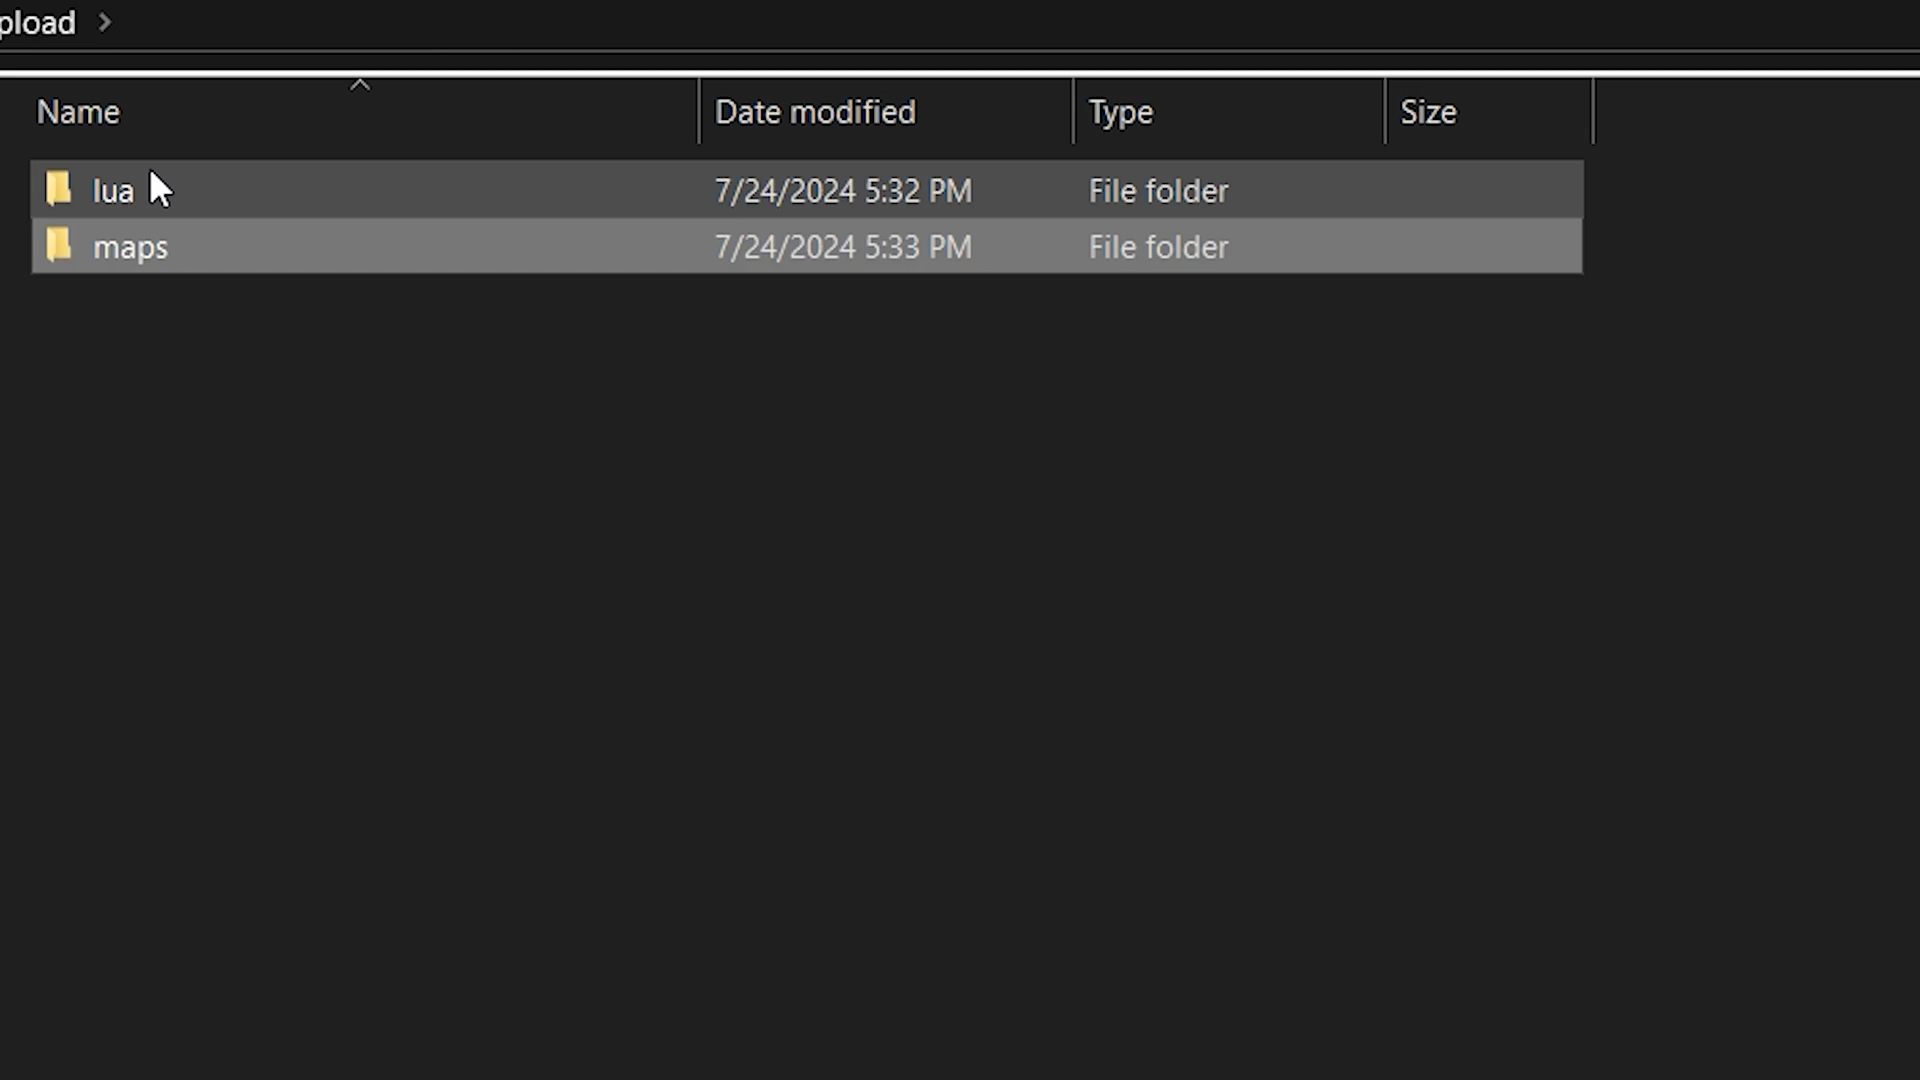 pload
Name Date modified Type Size
lua 7/24/2024 5:32 PM File folder
maps 7/24/2024 5:33 PM File folder